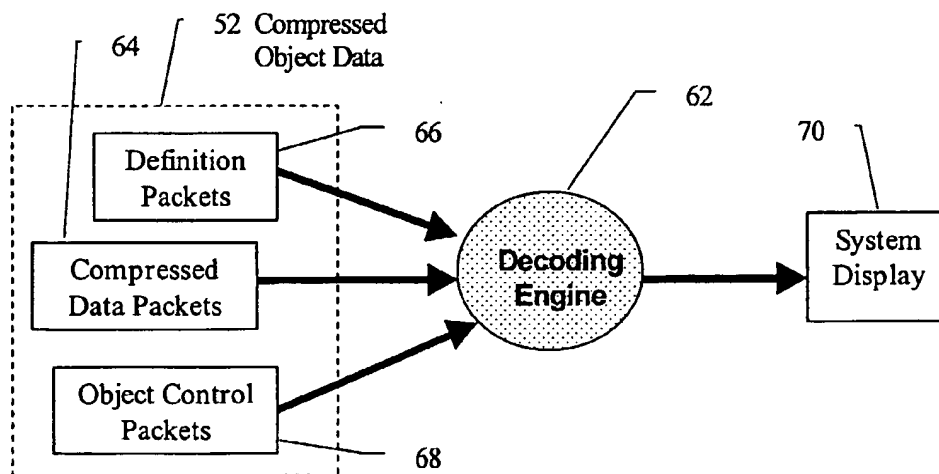 52 Compressed
Object Data
64
62
66
70
Definition
Packets
System
Display
Compressed
Data Packets
Decoding
Engine
Object Control
Packets
68